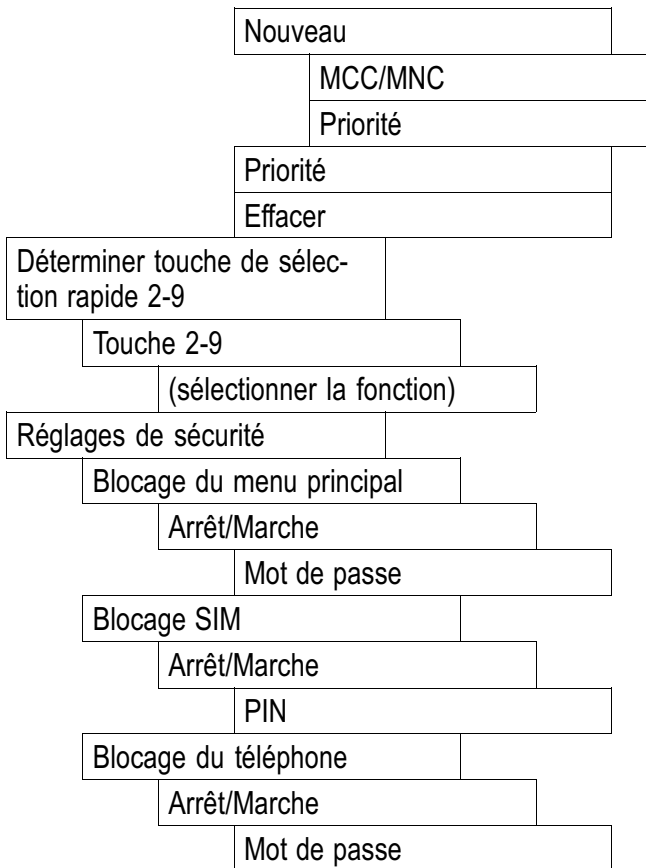 Nouveau
MCC/MNC
Priorité
Priorité
Effacer
Déterminer touche de sélec-
tion rapide 2-9
Touche 2-9
(sélectionner la fonction)
Réglages de sécurité
Blocage du menu principal
Arrêt/Marche
Mot de passe
Blocage SIM
Arrêt/Marche
PIN
Blocage du téléphone
Arrêt/Marche
Mot de passe